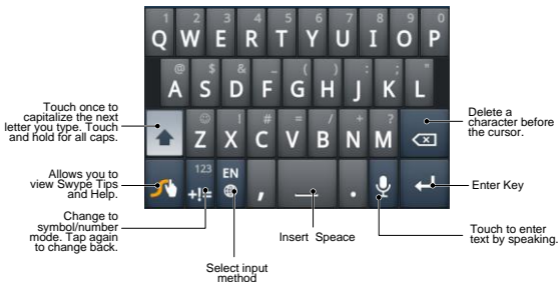 1 2 3 4 5 6 7 8 9 0
Q W E R T Y U I O P
@ $ & _ ( ) : ; "
A S D F G H J K L
! # = / + ?
Z X C V B N M
123 EN
+!= , .
Touch once to
capitalize the next
letter you type. Touch
and hold for all caps.
Delete a
character before
the cursor.
Allows you to
view Swype Tips
and Help.
Enter Key
Change to
symbol/number
mode. Tap again
to change back.
Insert Speace
Touch to enter
text by speaking.
Select input
method